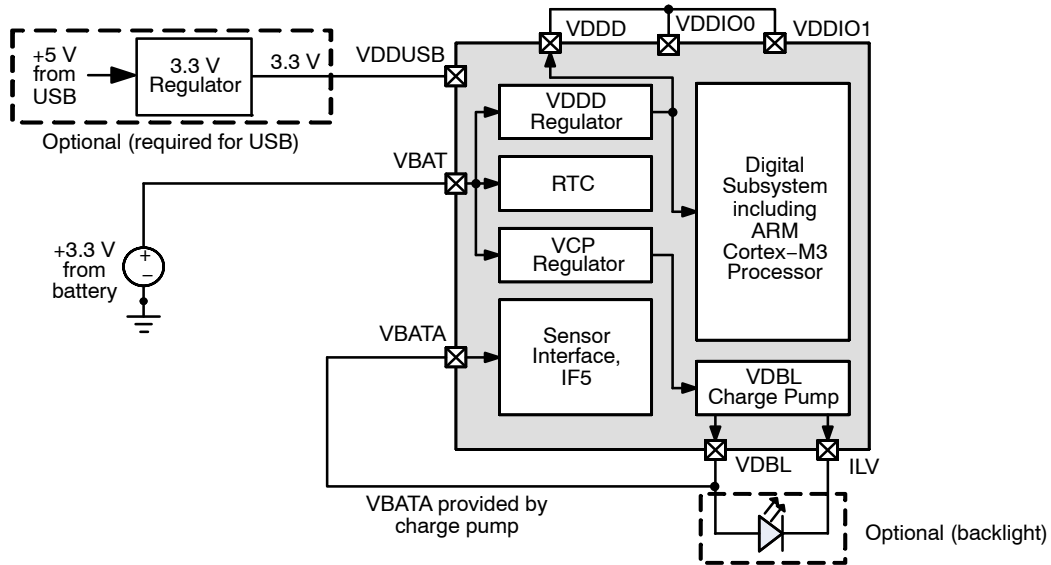 VDDD
VDDIO0
VDDIO1
+5 V
from
USB
3.3 V
Regulator
3.3 V
VDDUSB
Optional (required for USB)
VDDD
Regulator
VBAT
RTC
VCP
Regulator
Digital
Subsystem
including
ARM
Cortex−M3
Processor
+3.3 V
from
battery
+
−
VBATA
Sensor
Interface,
IF5
VDBL
Charge Pump
VDBL
ILV
VBATA provided by
charge pump
Optional (backlight)